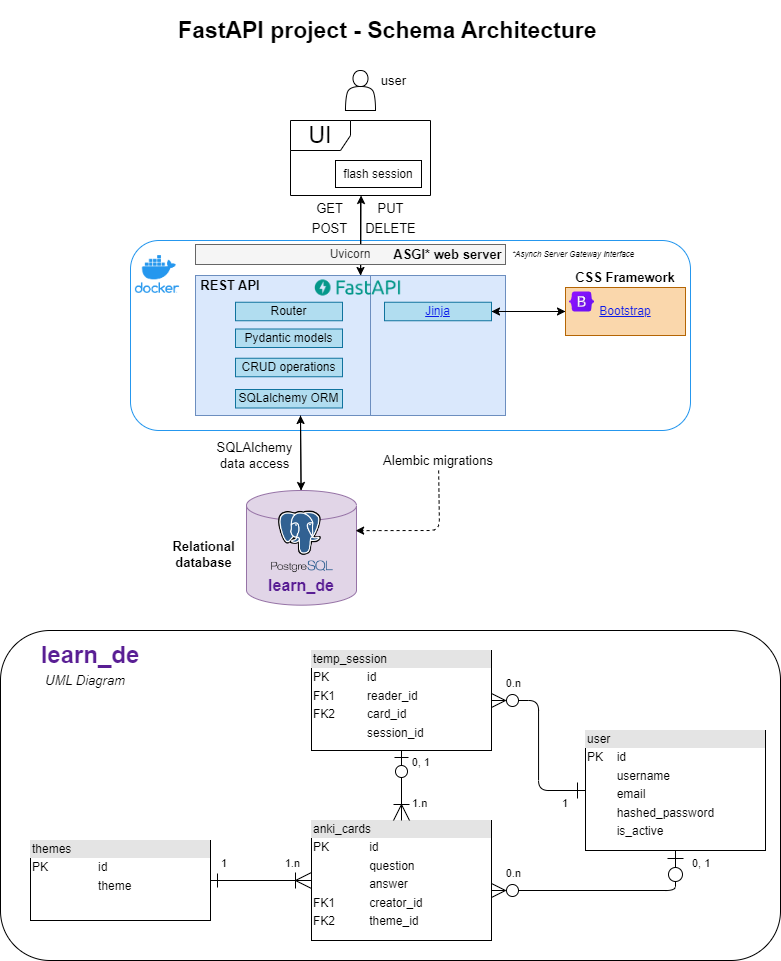 FastAPI project - Schema Architecture
user
UI
flash session
GET PUT
POST DELETE
Uvicorn ASGI* web server *Asynch Server Gateway Interface
docker
REST API FastAPI
CSS Framework
Router
Jinja
B Bootstrap
Pydantic models
CRUD operations
SQLalchemy ORM
SQLAlchemy
data access
Alembic migrations
Relational
database
PostgreSQL
learn_de
learn_de
UML Diagram
temp_session
PK id
FK1 reader_id
FK2 card_id
session_id
0.n
0, 1
1.n
1
user
PK id
username
email
hashed_password
is_active
0, 1
themes
PK id
theme
1
1.n
anki_cards
PK id
question
answer
FK1 creator_id
FK2 theme_id
0.n